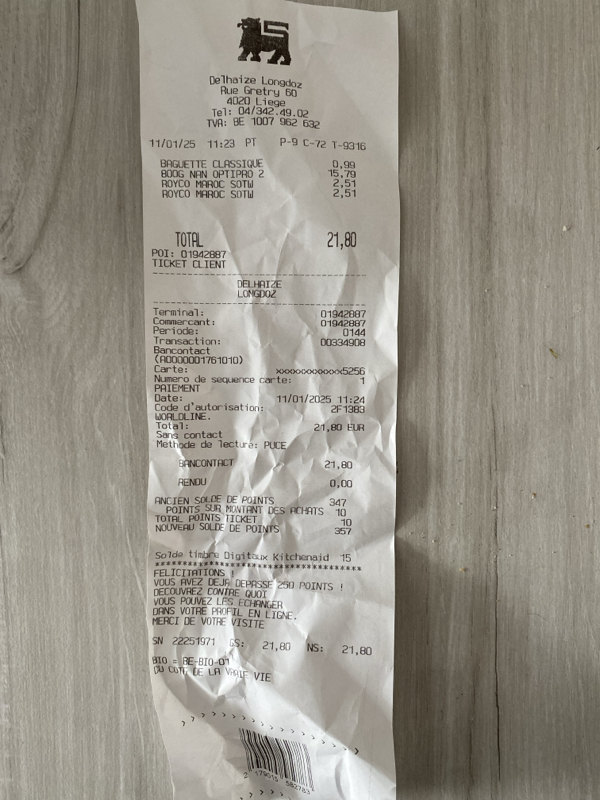 Delhaize Longdoz
Rue Gretry 60
4020 Liege
Tel: 04/342.49.02
TVA: BE 1007 962 632
11/01/25 11:23 PT P-9 C-72 T-9316
BAGUETTE CLASSIQUE 0,99
BOOG NAN OPTIPRO 2 15,79
ROYCO MAROC SOTW 2,51
ROYCO MAROC SOTW 2,51
TOTAL 21,80
POI: 01942887
TICKET CLIENT
DELHAIZE
LONGDOZ
Terminal: 01942887
Commercant: 01942887
Periode: 0144
Transaction: 00334908
Bancontact
(A0000001761010)
Carte: xxxxxxxxxxxx5256
Numero de sequence carte: 1
PAIEMENT
Date: 11/01/2025 11:24
Code d'autorisation: 2F1383
WORLDLINE.
Total: 21,80 EUR
Sans contact
Methode de lecture: PUCE
BANCONTACT 21,80
RENDU 0,00
ANCIEN SOLDE DE POINTS 347
POINTS SUR MONTANT DES ACHATS 10
TOTAL POINTS TICKET 10
NOUVEAU SOLDE DE POINTS 357
Solde timbre Digitaux Kitchenaid 15
************************************
FELICITATIONS !
VOUS AVEZ DEJA DEPASSE 250 POINTS !
DECOUVREZ CONTRE QUOI
VOUS POUVEZ LES ECHANGER
DANS VOTRE PROFIL EN LIGNE.
MERCI DE VOTRE VISITE
SN 22251971 GS: 21,80 NS: 21,80
BIO = BE-BIO-01
DU COTE DE LA VRAIE VIE